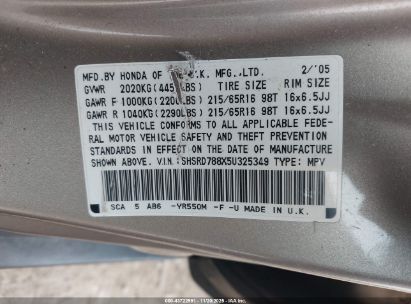 MFD. BY HONDA OF U.K. MFG., LTD. 2/'05
GVWR 2020KG(4450LBS) TIRE SIZE RIM SIZE
GAWR F 1000KG(2200LBS) 215/65R16 98T 16x6.5JJ
GAWR R 1040KG(2290LBS) 215/65R16 98T 16x6.5JJ
THIS VEHICLE CONFORMS TO ALL APPLICABLE FEDE-
RAL MOTOR VEHICLE SAFETY AND THEFT PREVENTION
STANDARDS IN EFFECT ON THE DATE OF MANUFACTURE
SHOWN ABOVE. V.I.N: SHSRD788X5U325349 TYPE: MPV
SCA 5 AB6 -YR550M -F -U MADE IN U.K.